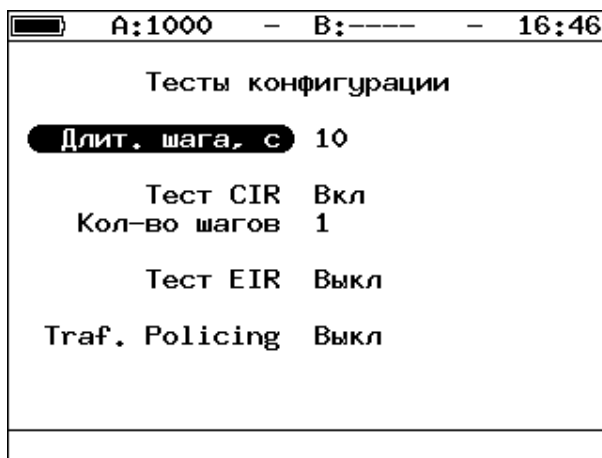 A:1000 – B:---- – 16:46
Тесты конфигурации
Длит. шага, с 10
Тест CIR Вкл
Кол-во шагов 1
Тест EIR Выкл
Traf. Policing Выкл